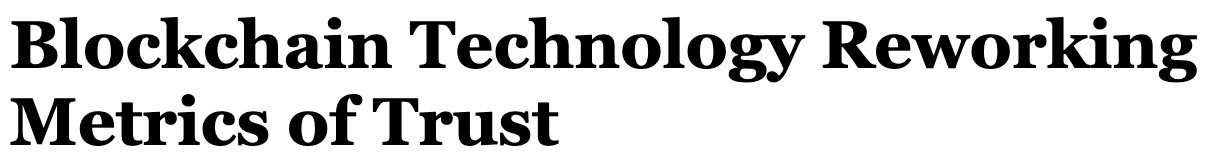 Blockchain Technology Reworking
Metrics of Trust